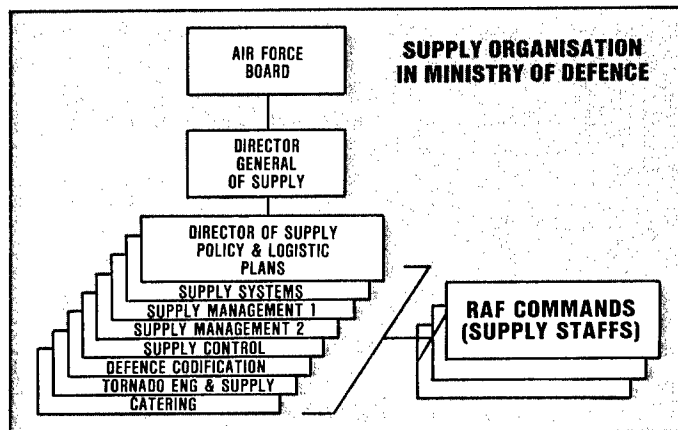 SUPPLY ORGANISATION
IN MINISTRY OF DEFENCE
AIR FORCE
BOARD
DIRECTOR
GENERAL
OF SUPPLY
DIRECTOR OF SUPPLY
POLICY & LOGISTIC
PLANS
SUPPLY SYSTEMS
SUPPLY MANAGEMENT 1
SUPPLY MANAGEMENT 2
SUPPLY CONTROL
DEFENCE CODIFICATION
TORNADO ENG & SUPPLY
CATERING
RAF COMMANDS
(SUPPLY STAFFS)